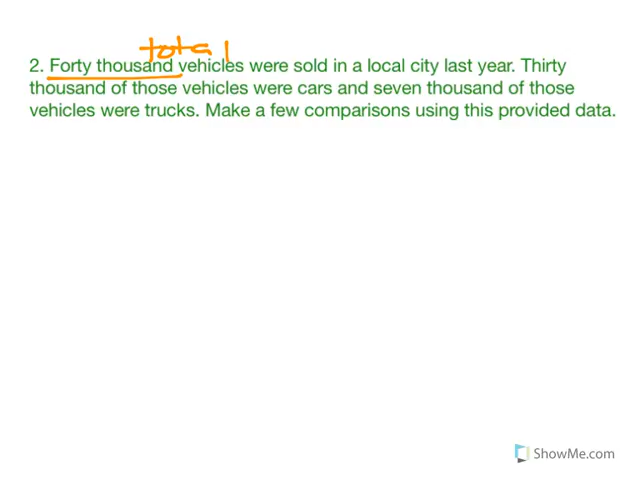 total
2. Forty thousand vehicles were sold in a local city last year. Thirty
thousand of those vehicles were cars and seven thousand of those
vehicles were trucks. Make a few comparisons using this provided data.
ShowMe.com